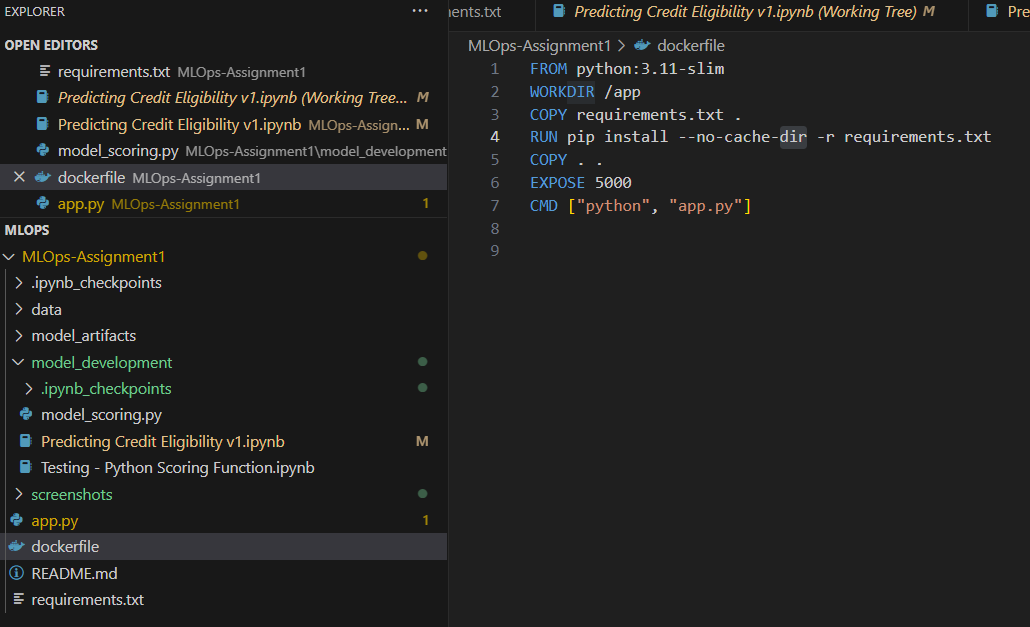 EXPLORER
...
OPEN EDITORS
requirements.txt MLOps-Assignment1
Predicting Credit Eligibility v1.ipynb (Working Tree... M
Predicting Credit Eligibility v1.ipynb MLOps-Assign... M
model_scoring.py MLOps-Assignment1\model_development
dockerfile MLOps-Assignment1
app.py MLOps-Assignment1 1
MLOPS
MLOps-Assignment1
.ipynb_checkpoints
data
model_artifacts
model_development
.ipynb_checkpoints
model_scoring.py
Predicting Credit Eligibility v1.ipynb M
Testing - Python Scoring Function.ipynb
screenshots
app.py 1
dockerfile
README.md
requirements.txt
ents.txt
Predicting Credit Eligibility v1.ipynb (Working Tree) M
Pre
MLOps-Assignment1 > dockerfile
1 FROM python:3.11-slim
2 WORKDIR /app
3 COPY requirements.txt .
4 RUN pip install --no-cache-dir -r requirements.txt
5 COPY . .
6 EXPOSE 5000
7 CMD ["python", "app.py"]
8
9